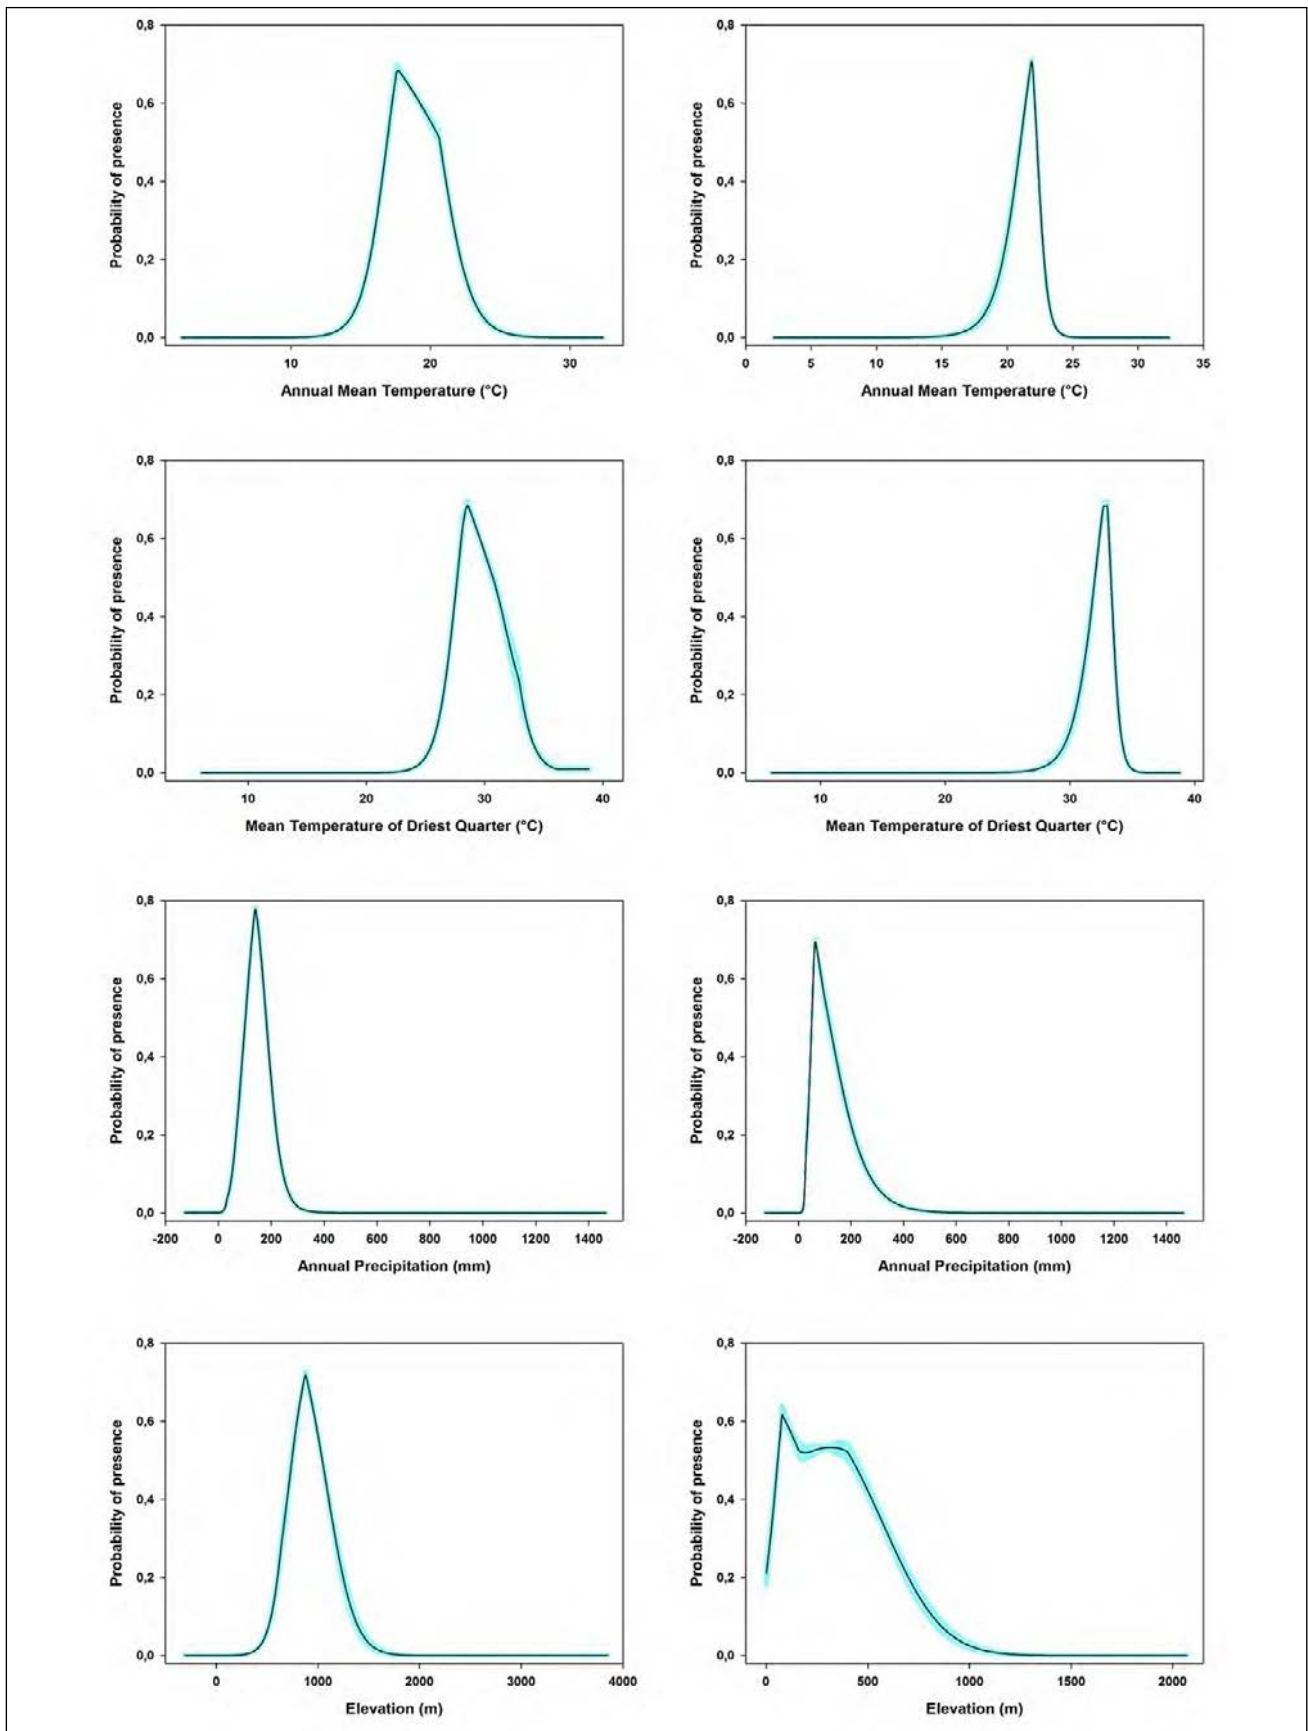 0,8
0,6
0,4
0,2
0,0
Probability of presence
10 20 30
Annual Mean Temperature (°C)
0,8
0,6
0,4
0,2
0,0
Probability of presence
0 5 10 15 20 25 30 35
Annual Mean Temperature (°C)
0,8
0,6
0,4
0,2
0,0
Probability of presence
10 20 30 40
Mean Temperature of Driest Quarter (°C)
0,8
0,6
0,4
0,2
0,0
Probability of presence
10 20 30 40
Mean Temperature of Driest Quarter (°C)
0,8
0,6
0,4
0,2
0,0
Probability of presence
-200 0 200 400 600 800 1000 1200 1400
Annual Precipitation (mm)
0,8
0,6
0,4
0,2
0,0
Probability of presence
-200 0 200 400 600 800 1000 1200 1400
Annual Precipitation (mm)
0,8
0,6
0,4
0,2
0,0
Probability of presence
0 1000 2000 3000 4000
Elevation (m)
0,8
0,6
0,4
0,2
0,0
Probability of presence
0 500 1000 1500 2000
Elevation (m)